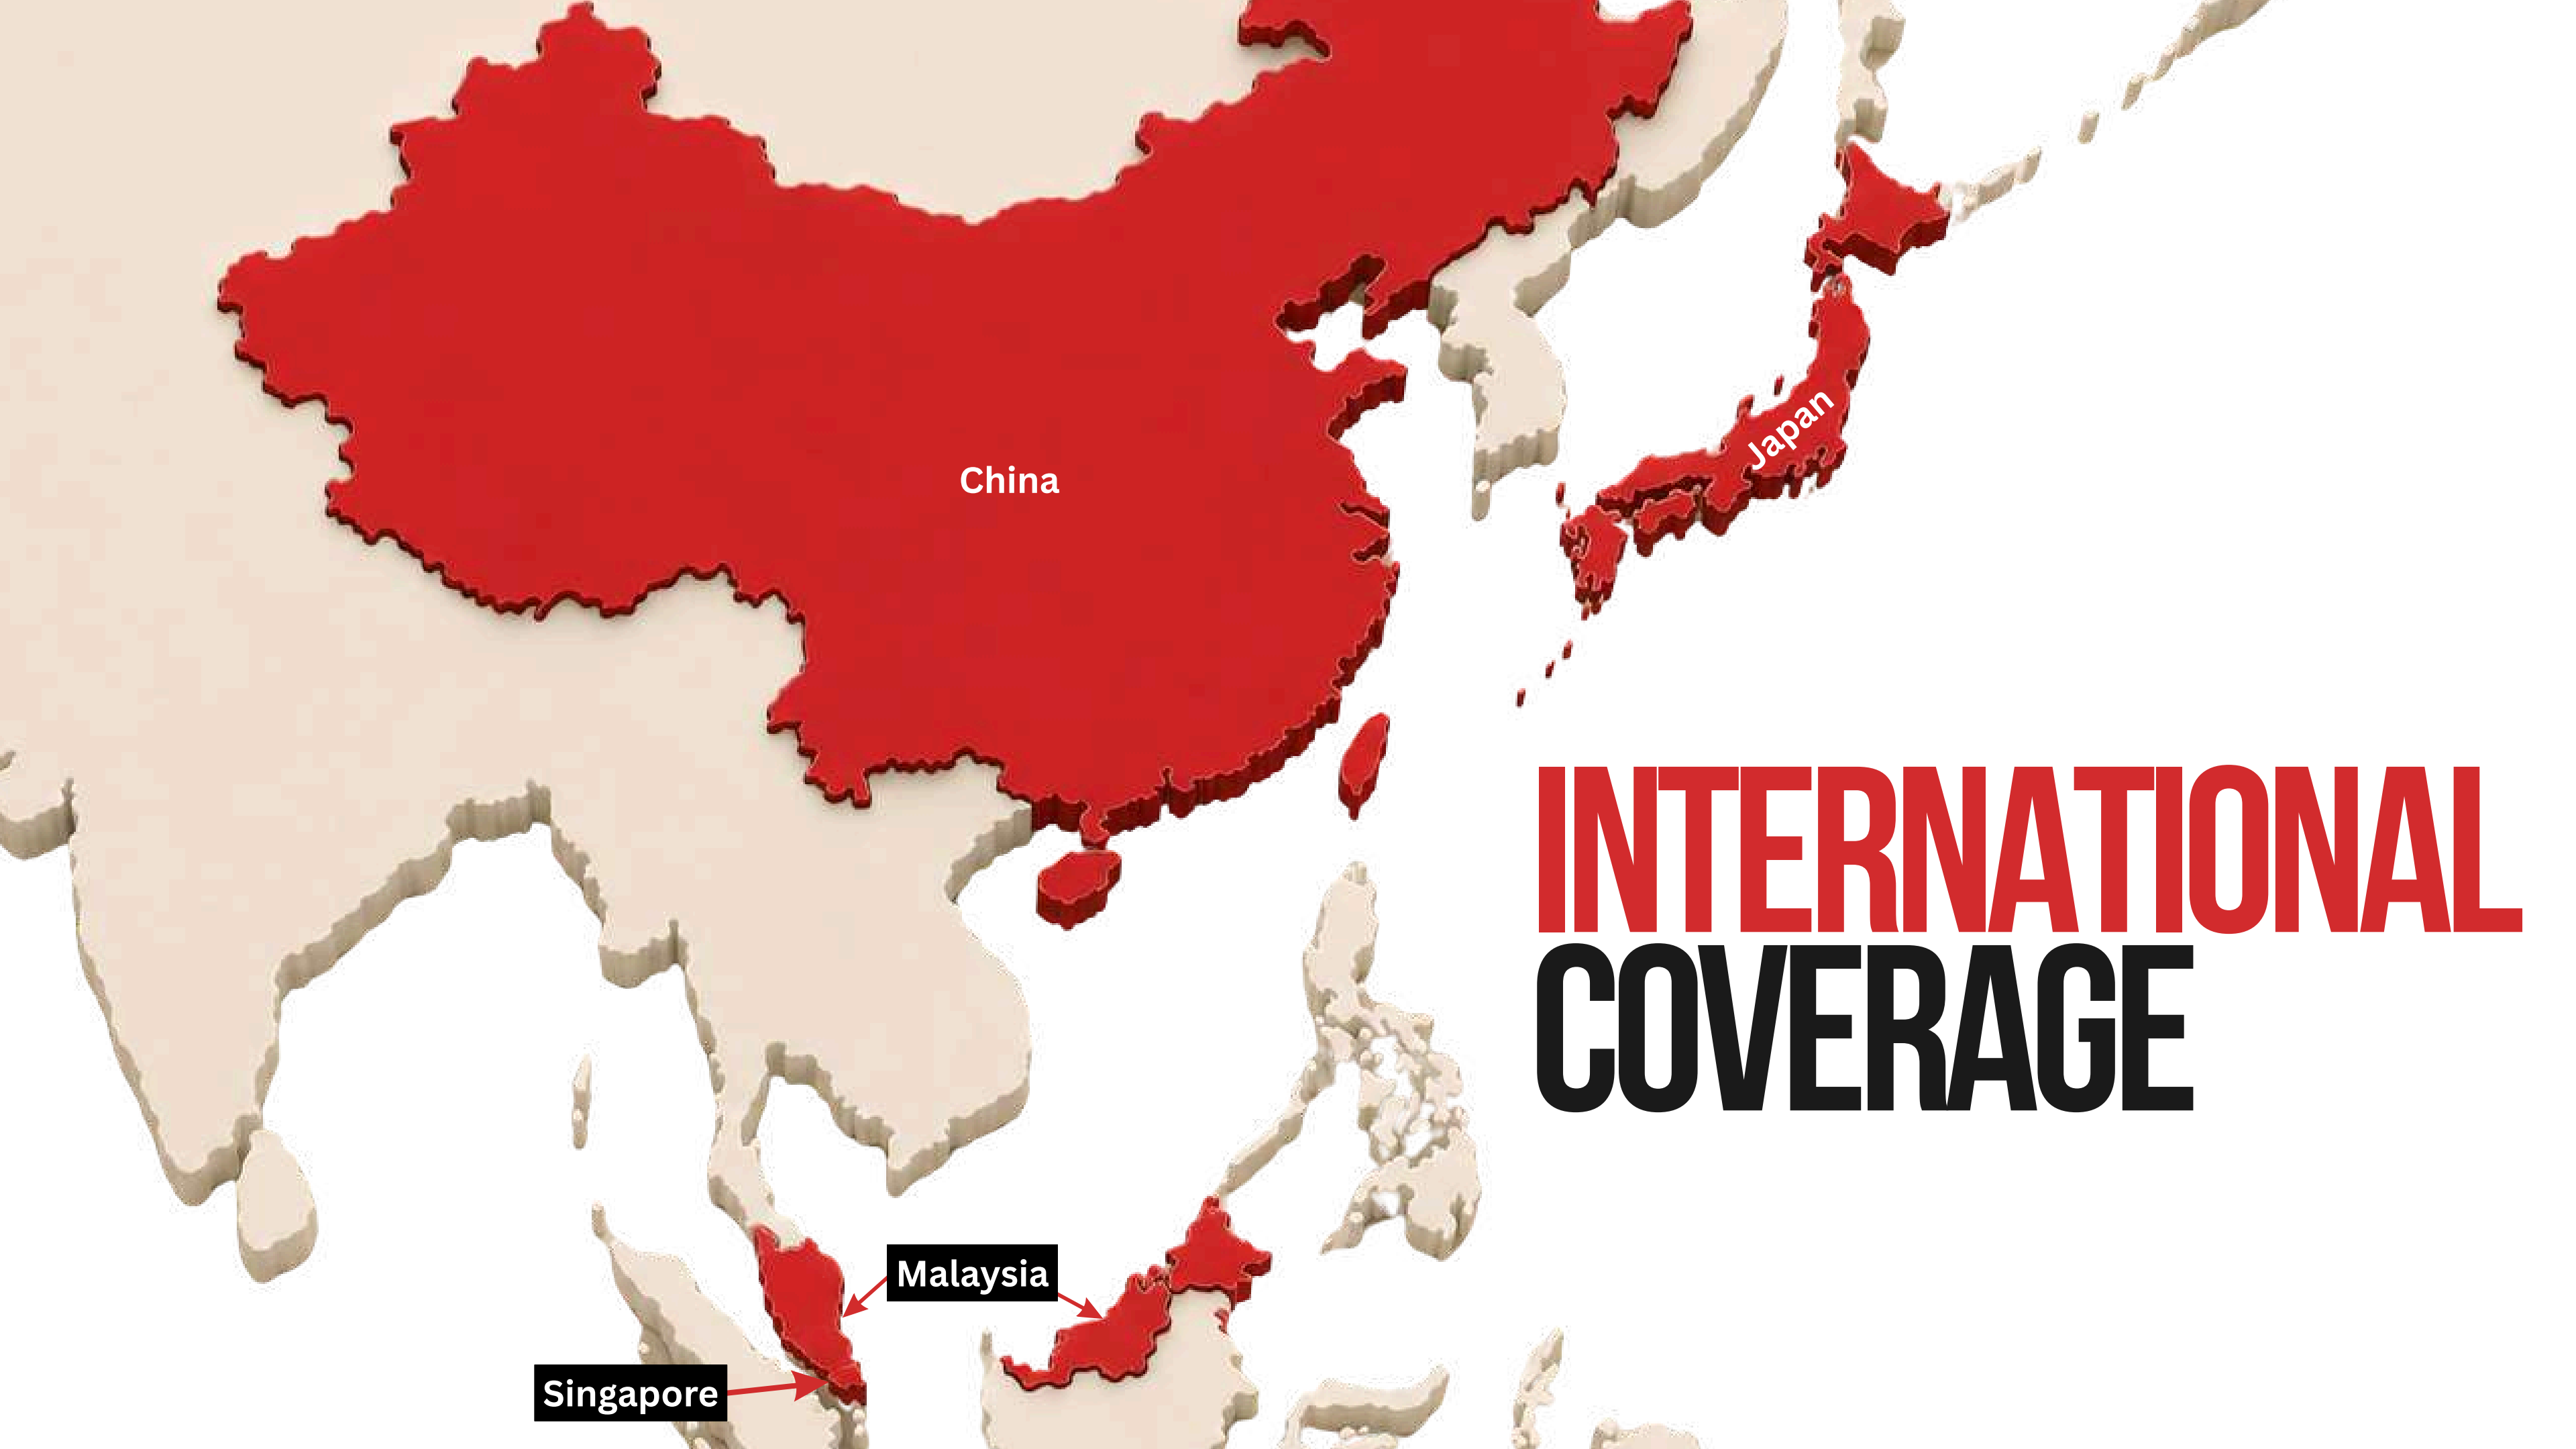 China
Japan
INTERNATIONAL
COVERAGE
Malaysia
Singapore